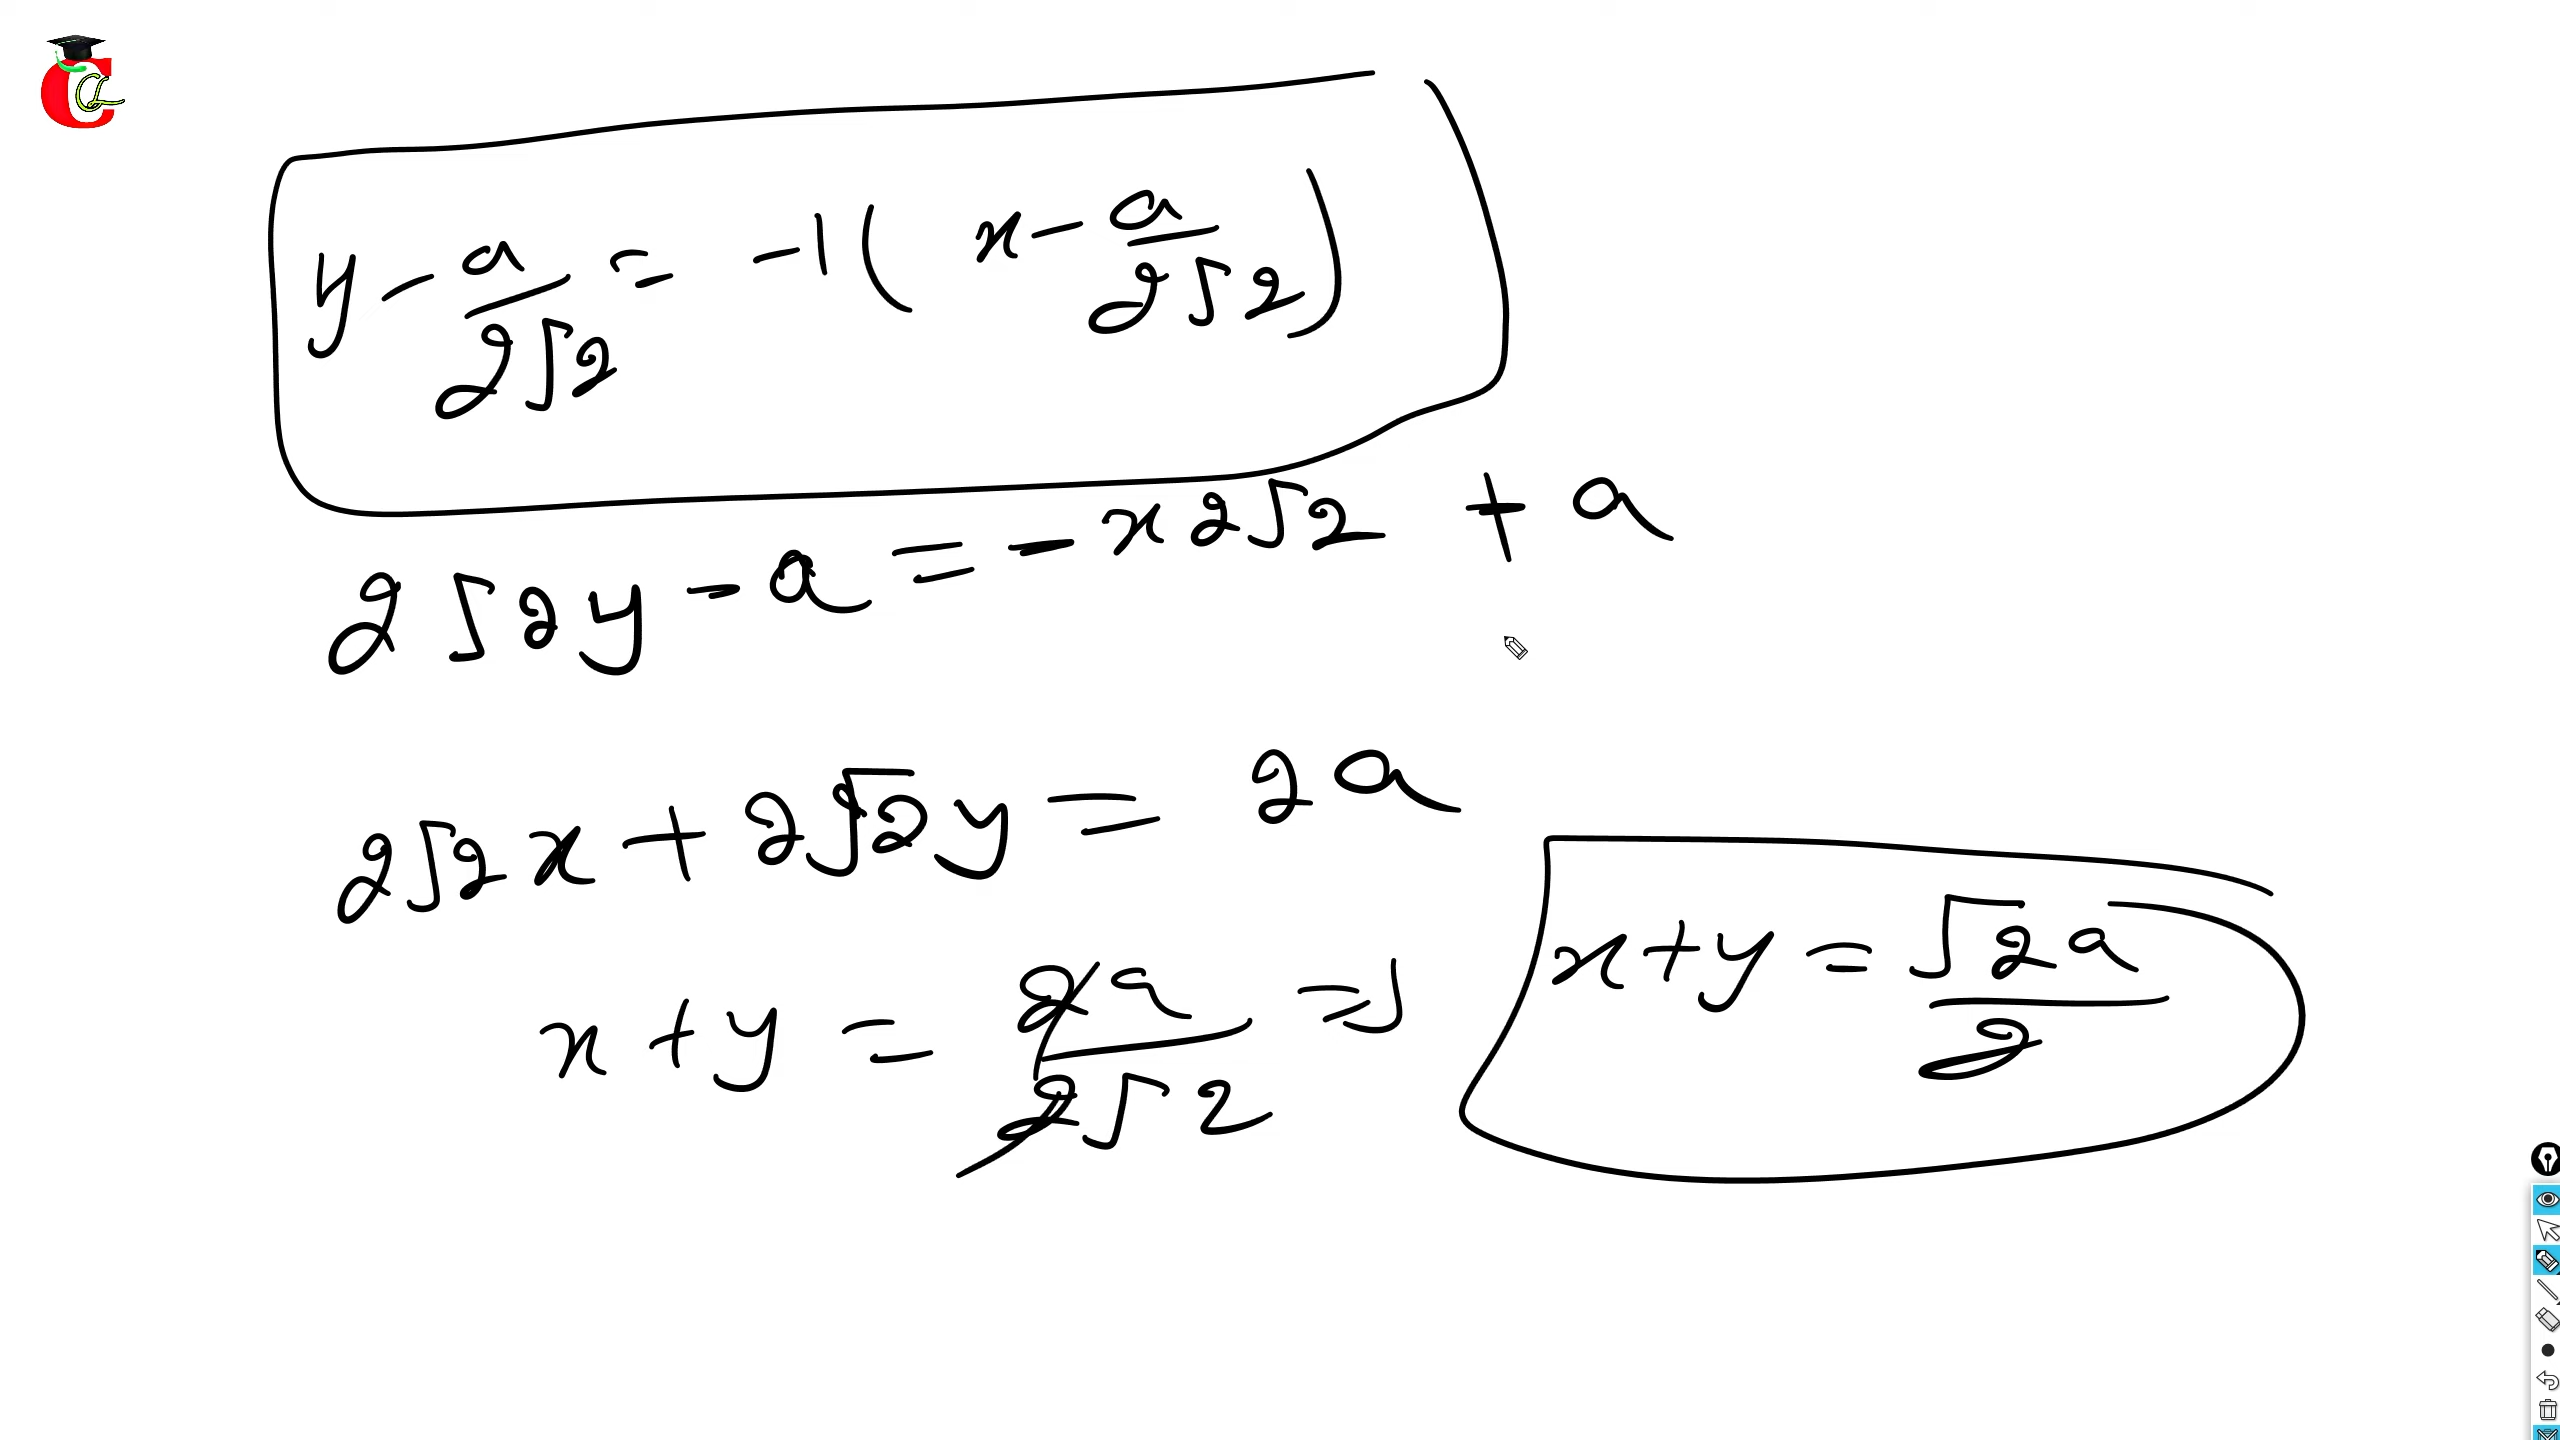 y - a/2√2 = -1 ( x - a/2√2 )
2√2y - a = - x2√2 + a
2√2x + 2√2y = 2a
x + y = 2a/2√2 =
x + y = √2a/2